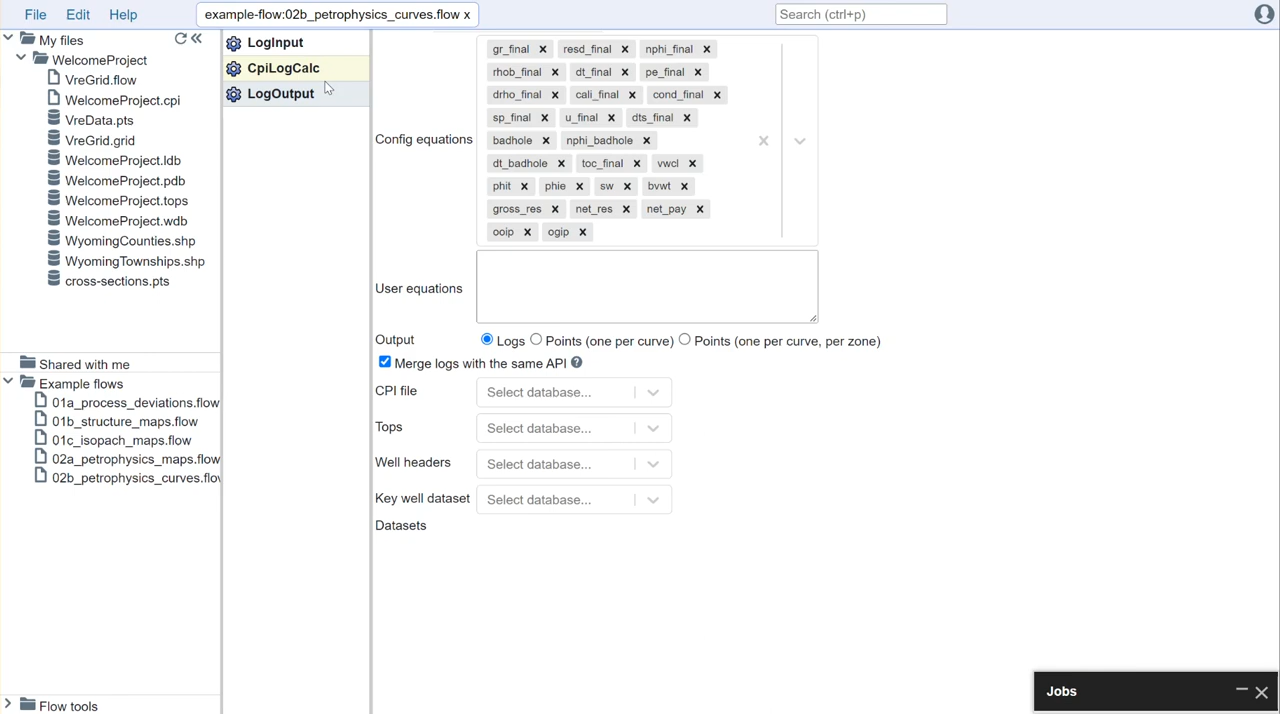 File Edit Help
example-flow:02b_petrophysics_curves.flow x
Search (ctrl+p)
My files
WelcomeProject
VreGrid.flow
WelcomeProject.cpi
VreData.pts
VreGrid.grid
WelcomeProject.ldb
WelcomeProject.pdb
WelcomeProject.tops
WelcomeProject.wdb
WyomingCounties.shp
WyomingTownships.shp
cross-sections.pts
Shared with me
Example flows
01a_process_deviations.flow
01b_structure_maps.flow
01c_isopach_maps.flow
02a_petrophysics_maps.flow
02b_petrophysics_curves.flo
Flow tools
LogInput
CpiLogCalc
LogOutput
Config equations
gr_final x resd_final x nphi_final x
rhob_final x dt_final x pe_final x
drho_final x cali_final x cond_final x
sp_final x u_final x dts_final x
badhole x nphi_badhole x
dt_badhole x toc_final x vwcl x
phit x phie x sw x bvwt x
gross_res x net_res x net_pay x
ooip x ogip x
User equations
Output Logs Points (one per curve) Points (one per curve, per zone)
Merge logs with the same API ?
CPI file Select database...
Tops Select database...
Well headers Select database...
Key well dataset Select database...
Datasets
Jobs